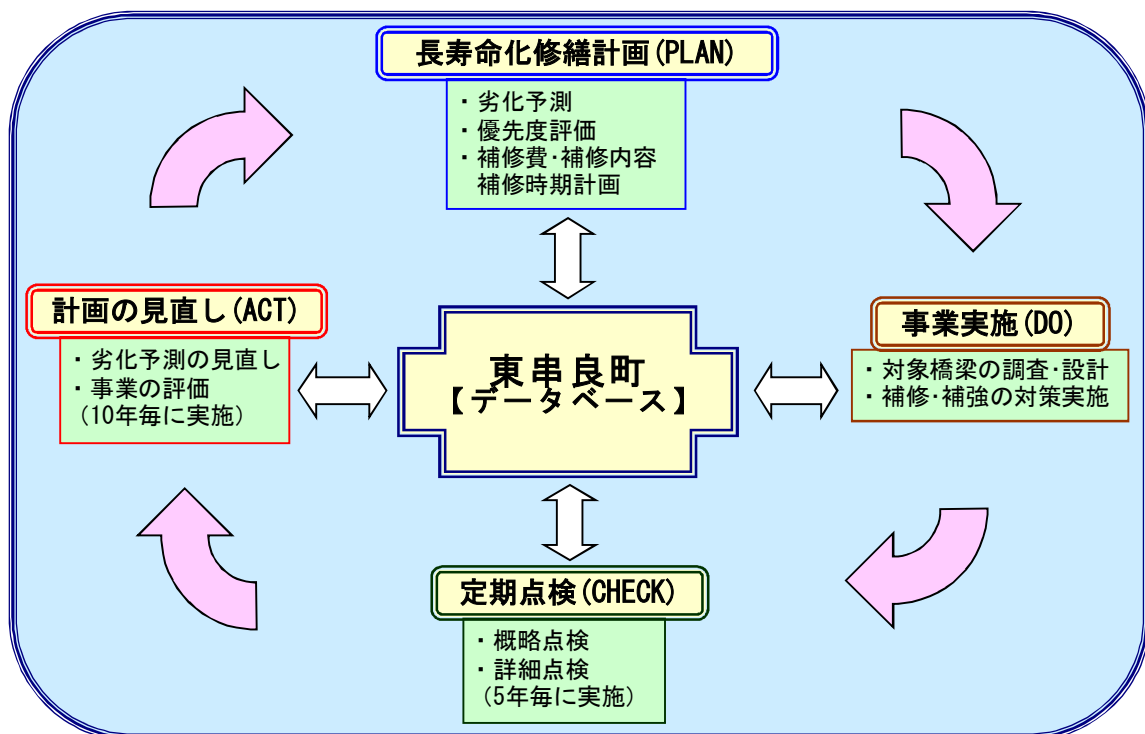 長寿命化修繕計画(PLAN)
・劣化予測
・優先度評価
・補修費･補修内容
補修時期計画
計画の見直し(ACT)
・劣化予測の見直し
・事業の評価
(10年毎に実施)
東串良町
【データベース】
事業実施(DO)
・対象橋梁の調査･設計
・補修･補強の対策実施
定期点検(CHECK)
・概略点検
・詳細点検
(5年毎に実施)